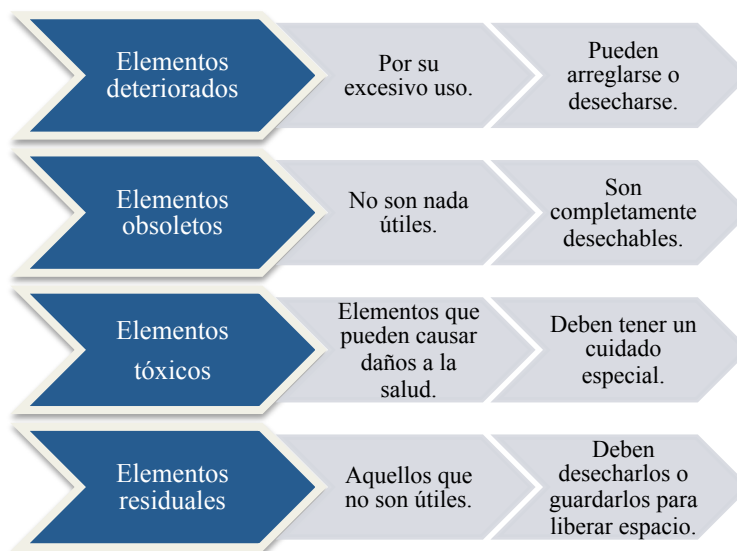 Elementos
deteriorados
Por su
excesivo uso.
Pueden
arreglarse o
desecharse.
Elementos
obsoletos
No son nada
útiles.
Son
completamente
desechables.
Elementos
tóxicos
Elementos que
pueden causar
daños a la
salud.
Deben tener un
cuidado
especial.
Elementos
residuales
Aquellos que
no son útiles.
Deben
desecharlos o
guardarlos para
liberar espacio.